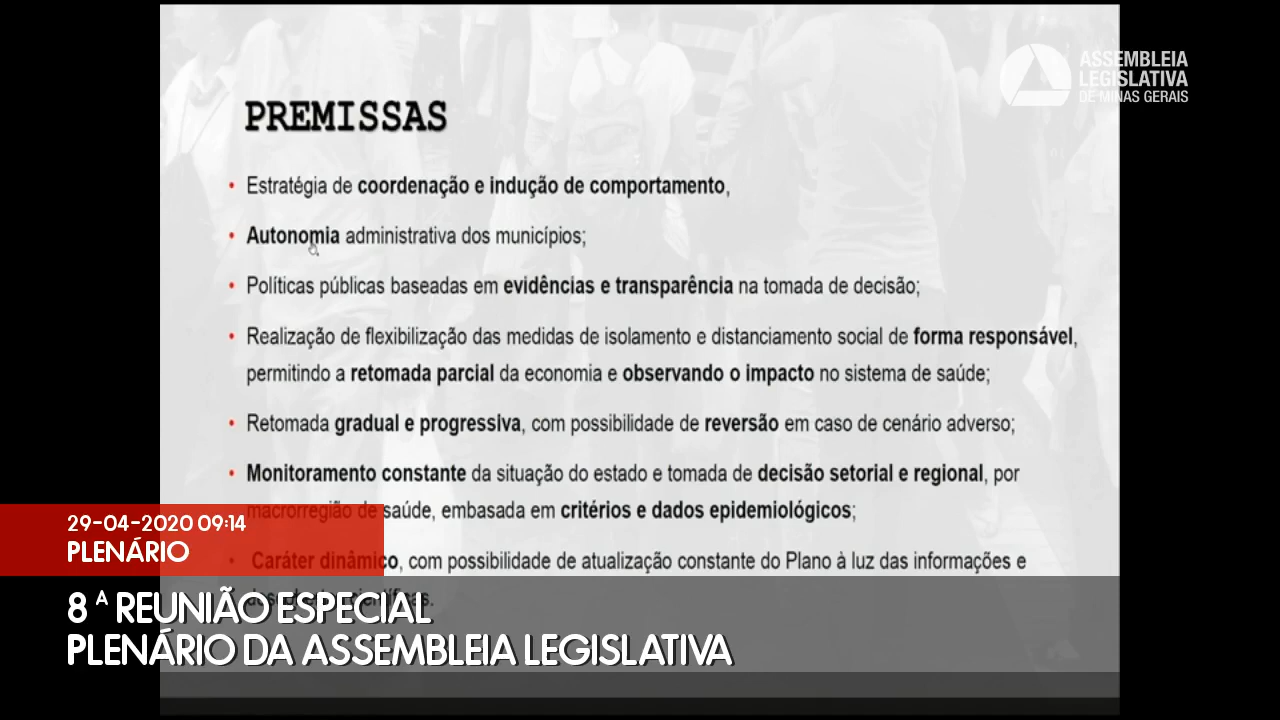 ASSEMBLEIA
LEGISLATIVA
DE MINAS GERAIS
PREMISSAS
• Estratégia de coordenação e indução de comportamento,
• Autonomia administrativa dos municípios;
• Políticas públicas baseadas em evidências e transparência na tomada de decisão;
• Realização de flexibilização das medidas de isolamento e distanciamento social de forma responsável,
permitindo a retomada parcial da economia e observando o impacto no sistema de saúde;
• Retomada gradual e progressiva, com possibilidade de reversão em caso de cenário adverso;
• Monitoramento constante da situação do estado e tomada de decisão setorial e regional, por
macrorregião de saúde, embasada em critérios e dados epidemiológicos;
• Caráter dinâmico, com possibilidade de atualização constante do Plano à luz das informações e
29-04-2020 09:14
PLENÁRIO
8ª REUNIÃO ESPECIAL
PLENÁRIO DA ASSEMBLEIA LEGISLATIVA